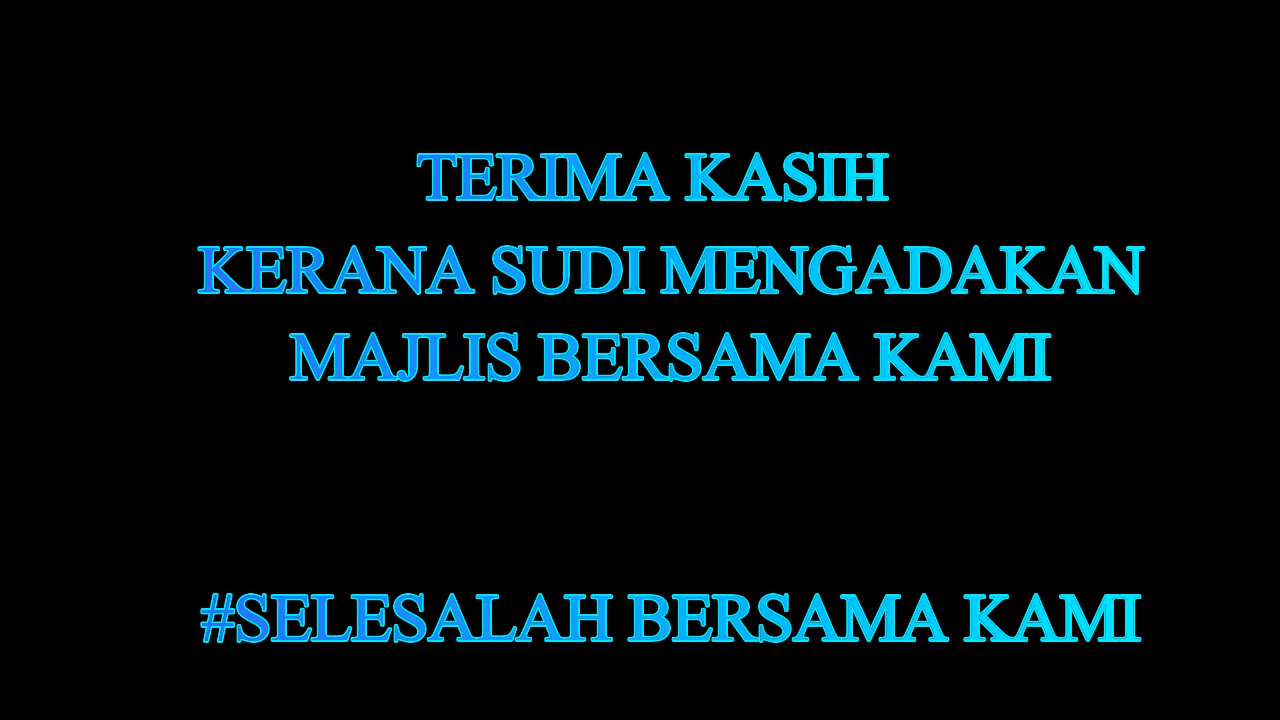 TERIMA KASIH
KERANA SUDI MENGADAKAN
MAJLIS BERSAMA KAMI
#SELESALAH BERSAMA KAMI